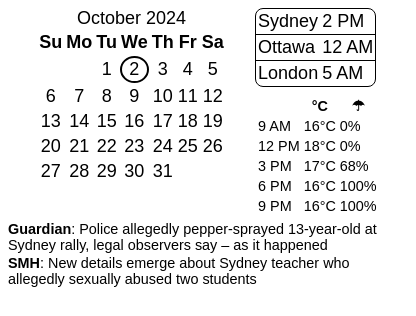 October 2024
Su Mo Tu We Th Fr Sa
1 2 3 4 5
6 7 8 9 10 11 12
13 14 15 16 17 18 19
20 21 22 23 24 25 26
27 28 29 30 31
Sydney 2 PM
Ottawa 12 AM
London 5 AM
°C ☂
9 AM 16°C 0%
12 PM 18°C 0%
3 PM 17°C 68%
6 PM 16°C 100%
9 PM 16°C 100%
Guardian: Police allegedly pepper-sprayed 13-year-old at
Sydney rally, legal observers say – as it happened
SMH: New details emerge about Sydney teacher who
allegedly sexually abused two students